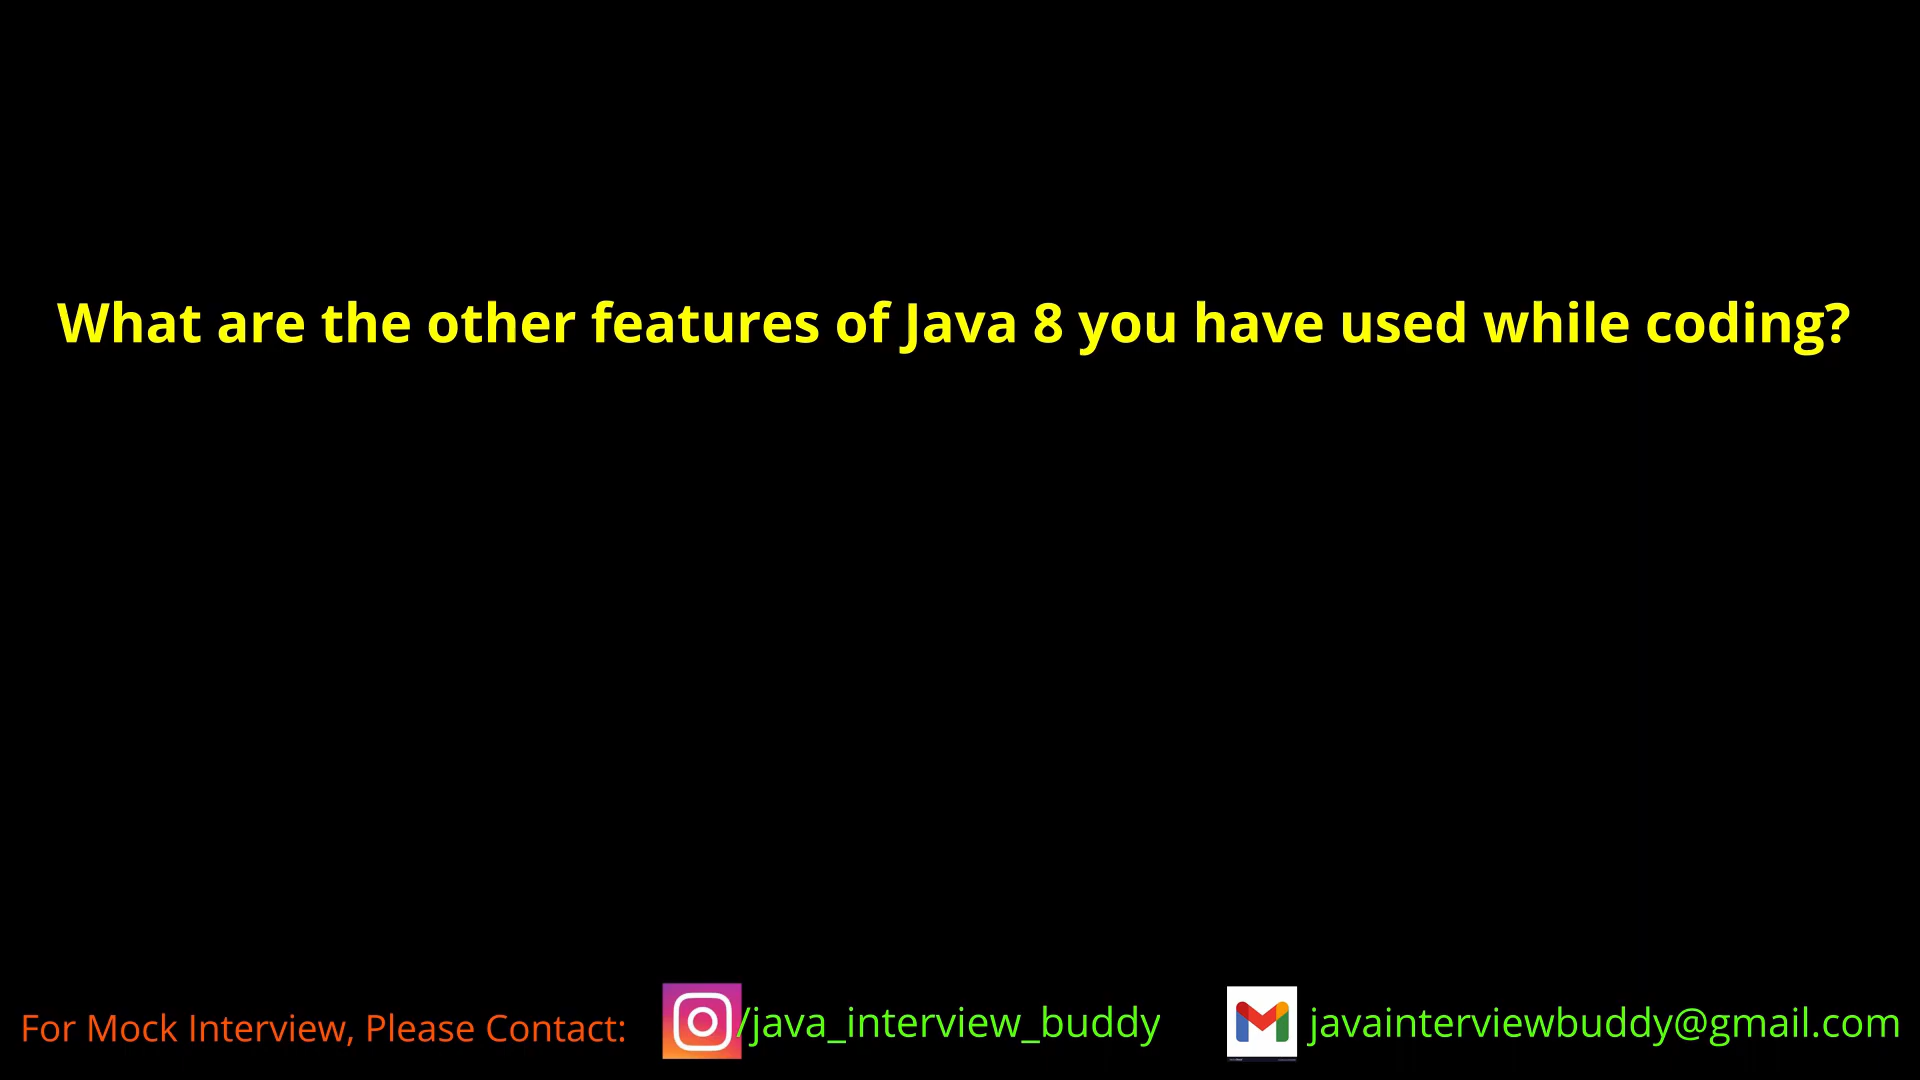 What are the other features of Java 8 you have used while coding?
For Mock Interview, Please Contact: /java_interview_buddy javainterviewbuddy@gmail.com